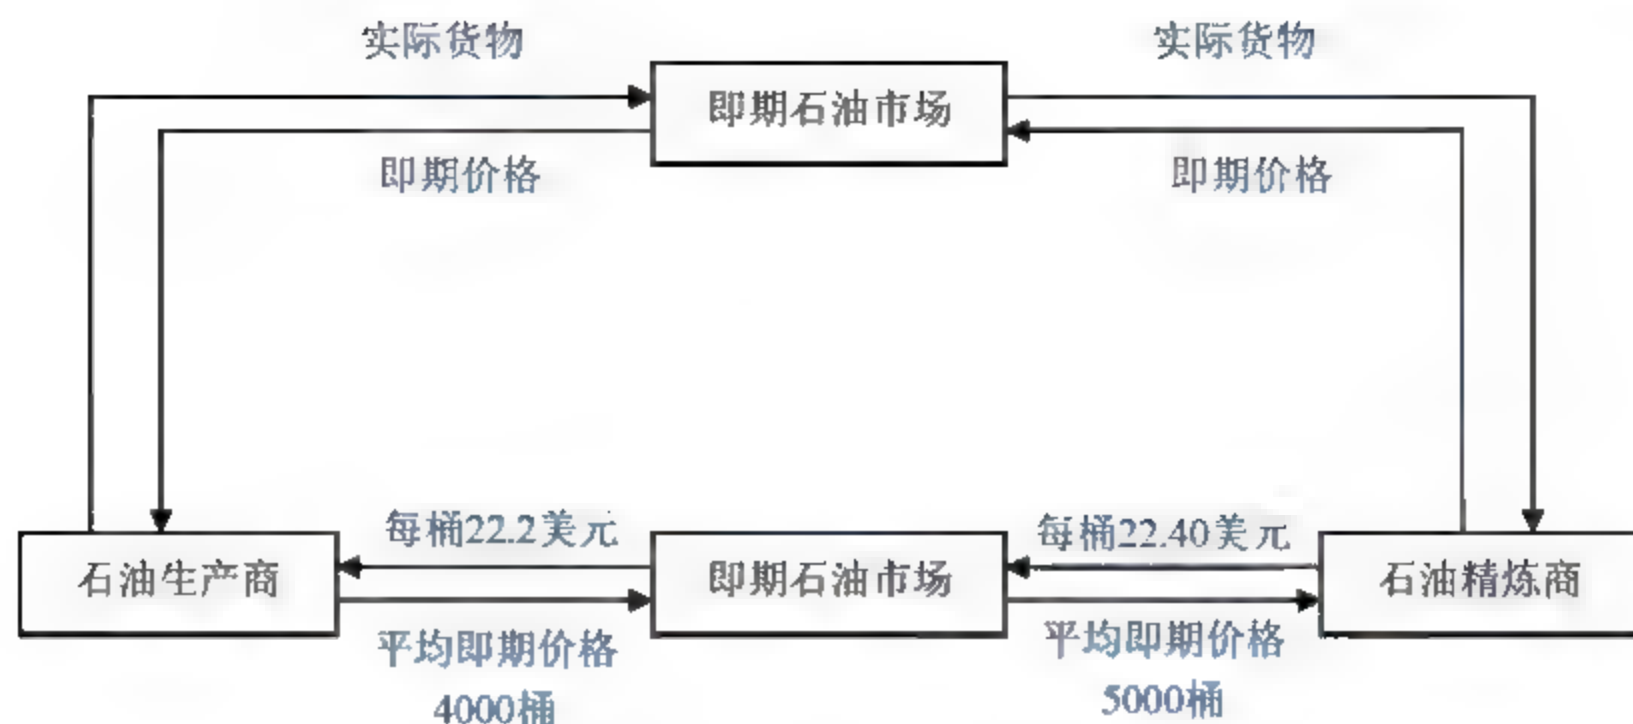 实际货物
实际货物
即期石油市场
即期价格
即期价格
每桶22.2美元
每桶22.40美元
石油生产商
即期石油市场
石油精炼商
平均即期价格
4000桶
平均即期价格
5000桶